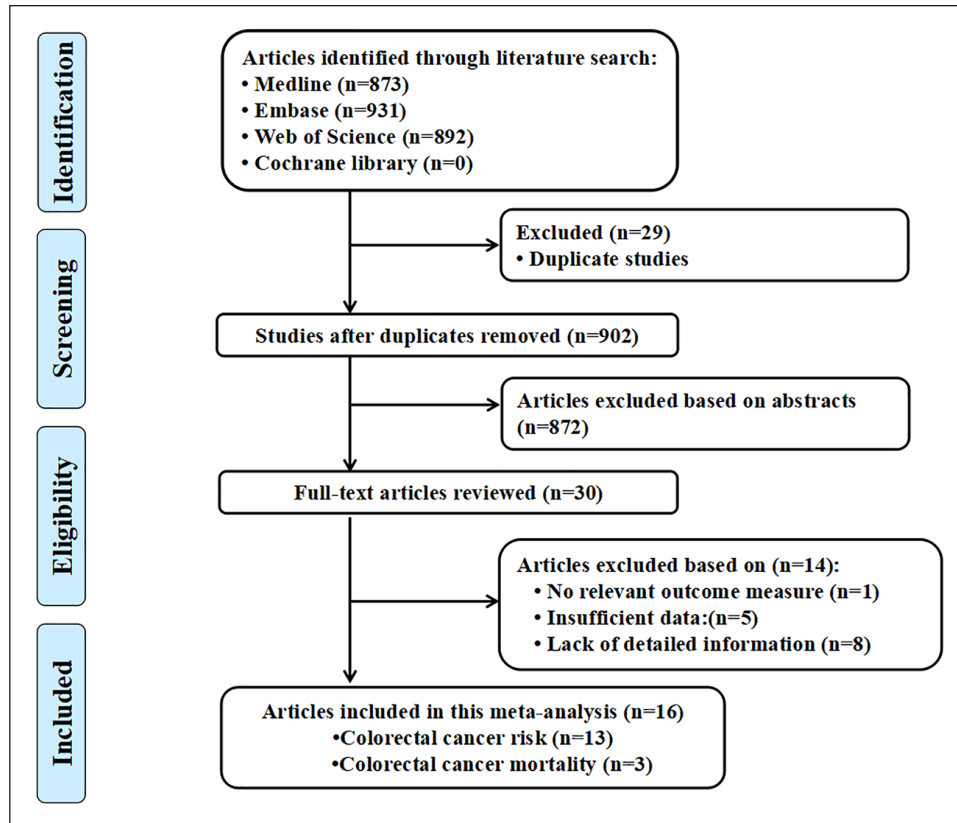 Identification
Articles identified through literature search:
• Medline (n=873)
• Embase (n=931)
• Web of Science (n=892)
• Cochrane library (n=0)
Excluded (n=29)
• Duplicate studies
Screening
Studies after duplicates removed (n=902)
Articles excluded based on abstracts
(n=872)
Eligibility
Full-text articles reviewed (n=30)
Articles excluded based on (n=14):
• No relevant outcome measure (n=1)
• Insufficient data:(n=5)
• Lack of detailed information (n=8)
Included
Articles included in this meta-analysis (n=16)
•Colorectal cancer risk (n=13)
•Colorectal cancer mortality (n=3)